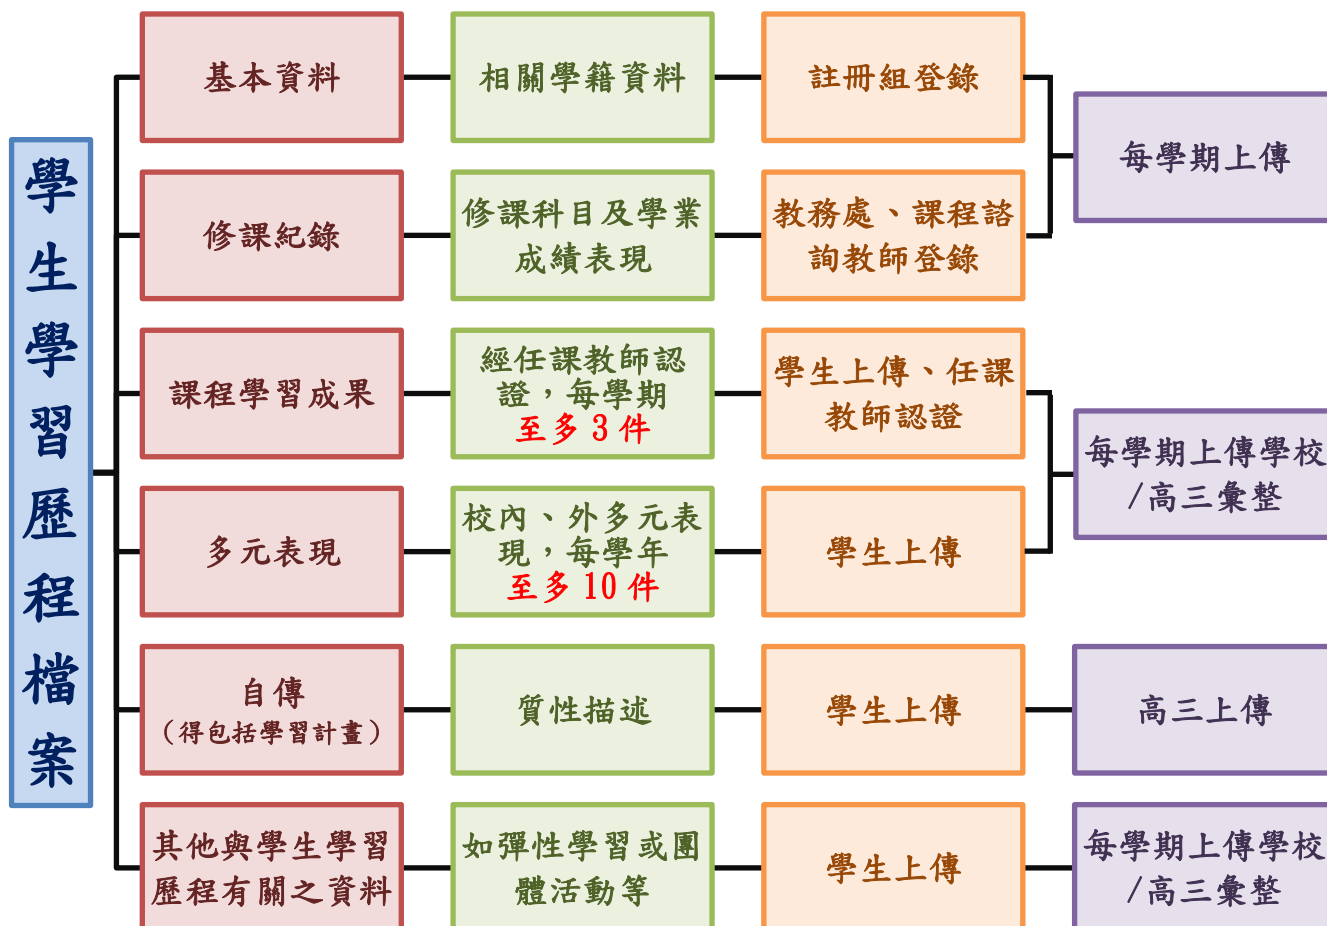 學生學習歷程檔案
基本資料
相關學籍資料
註冊組登錄
每學期上傳
修課紀錄
修課科目及學業
成績表現
教務處、課程諮
詢教師登錄
課程學習成果
經任課教師認
證，每學期
至多 3 件
學生上傳、任課
教師認證
每學期上傳學校
/高三彙整
多元表現
校內、外多元表
現，每學年
至多 10 件
學生上傳
自傳
（得包括學習計畫）
質性描述
學生上傳
高三上傳
其他與學生學習
歷程有關之資料
如彈性學習或團
體活動等
學生上傳
每學期上傳學校
/高三彙整